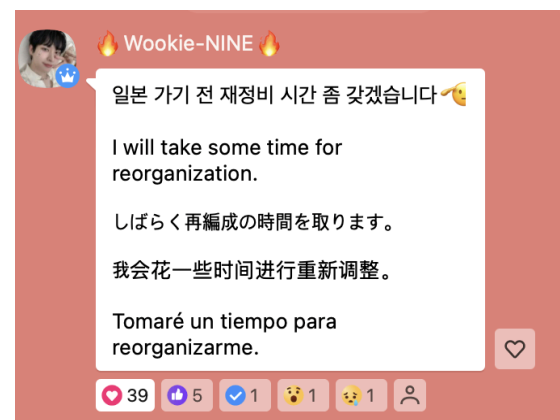 🔥Wookie-NINE🔥
일본 가기 전 재정비 시간 좀 갖겠습니다🫡
I will take some time for
reorganization.
しばらく再編成の時間を取ります。
我会花一些时间进行重新调整。
Tomaré un tiempo para
reorganizarme.
39 5 1 1 1